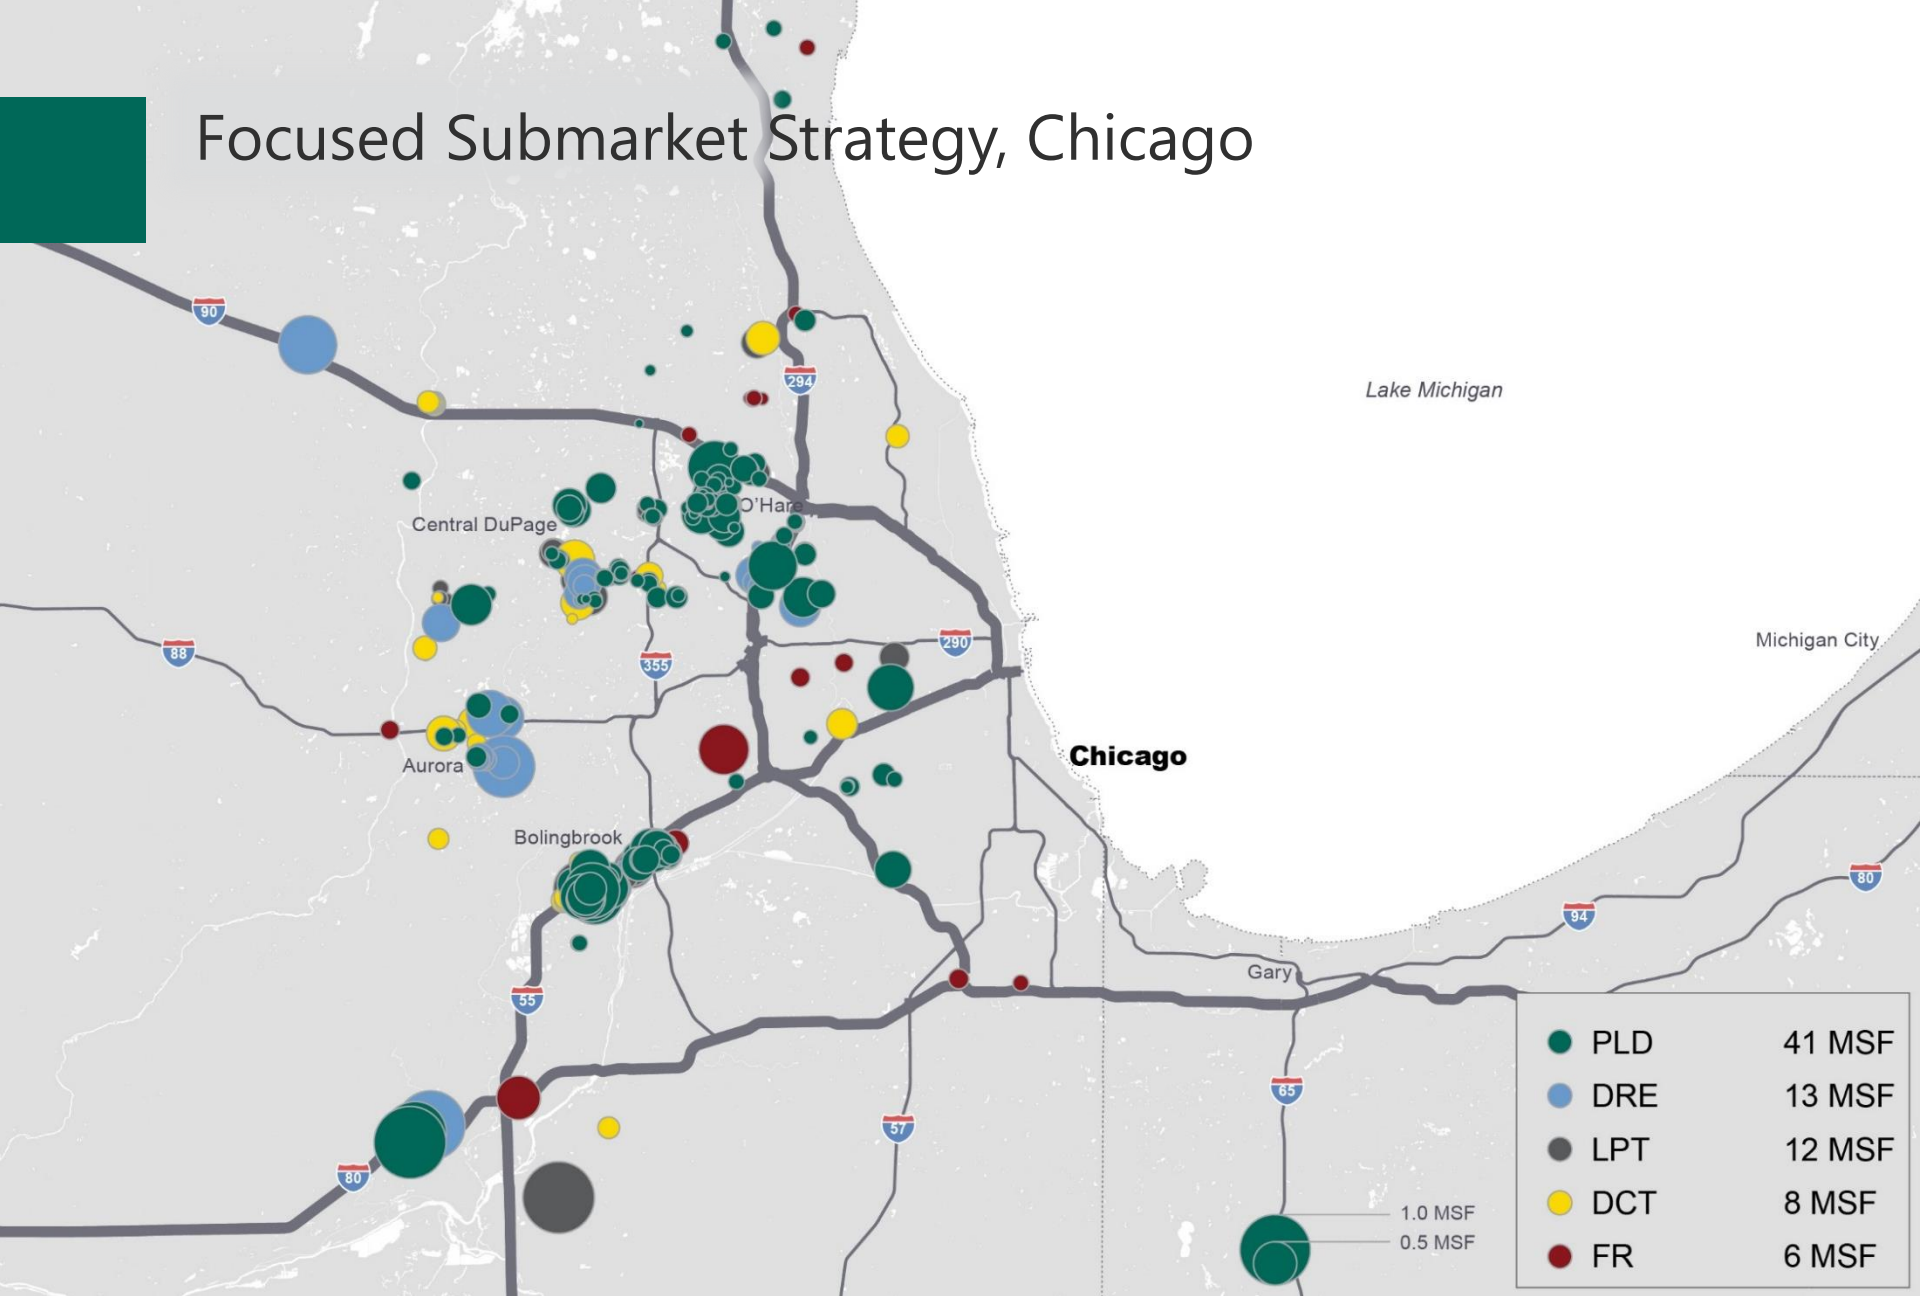 Focused Submarket Strategy, Chicago
90
294
Lake Michigan
O'Hare
Central DuPage
290
Michigan City
88
355
Chicago
Aurora
Bolingbrook
80
94
Gary
55
65
57
80
PLD 41 MSF
DRE 13 MSF
LPT 12 MSF
DCT 8 MSF
FR 6 MSF
1.0 MSF
0.5 MSF